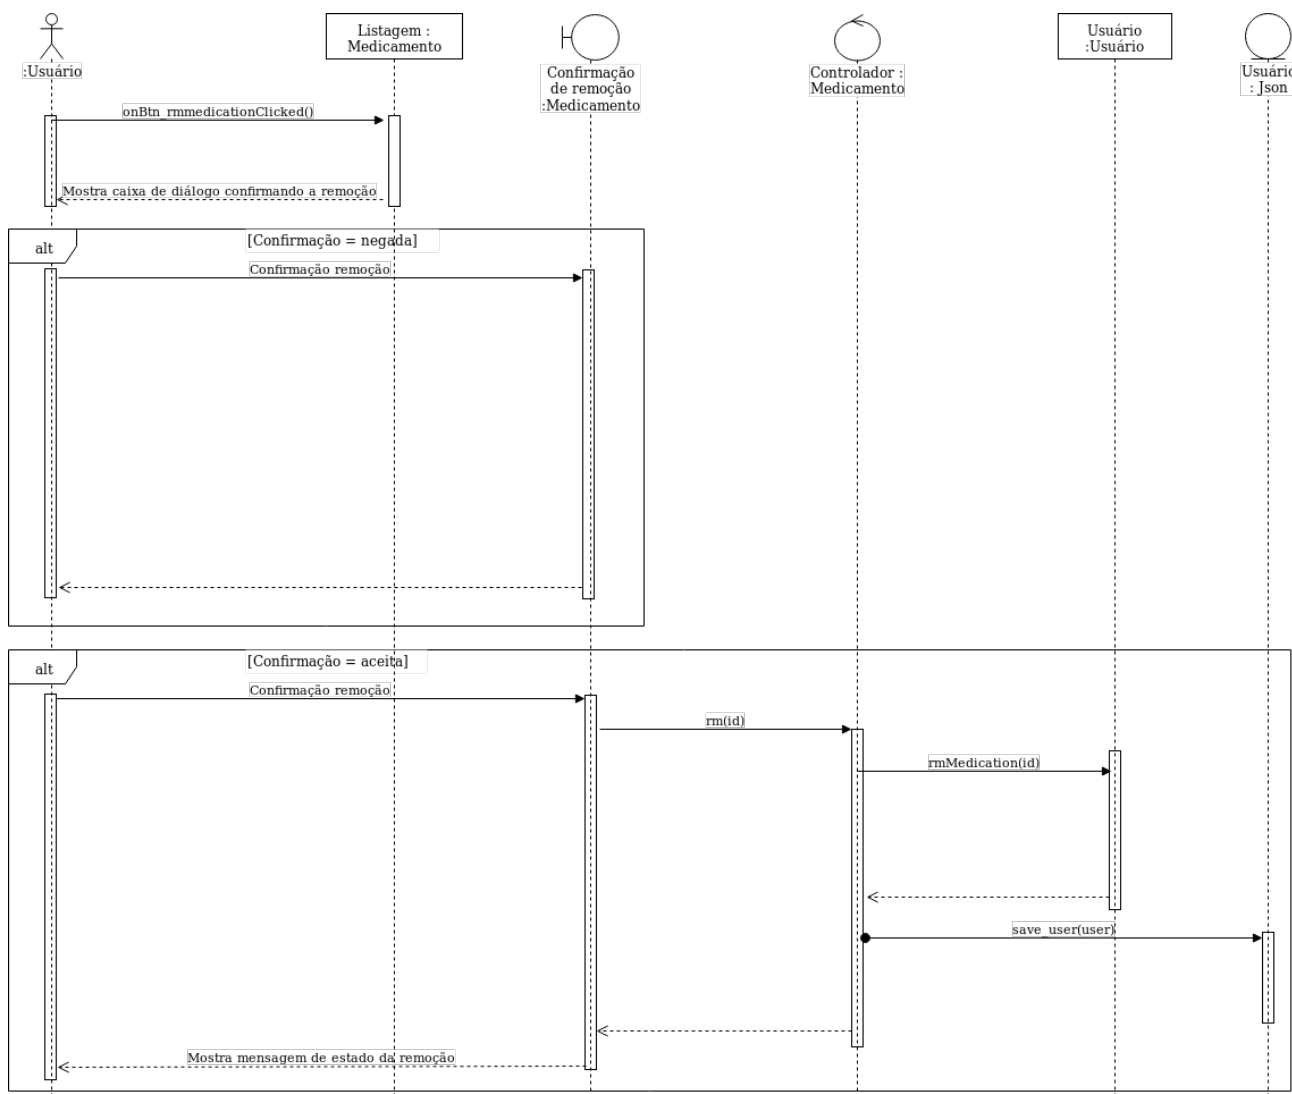 :Usuário
Listagem :
Medicamento
Confirmação
de remoção
:Medicamento
Controlador :
Medicamento
Usuário
:Usuário
Usuário
: Json
onBtn_rmmedicationClicked()
Mostra caixa de diálogo confirmando a remoção
alt
[Confirmação = negada]
Confirmação remoção
alt
[Confirmação = aceita]
Confirmação remoção
rm(id)
rmMedication(id)
save_user(user)
Mostra mensagem de estado da remoção